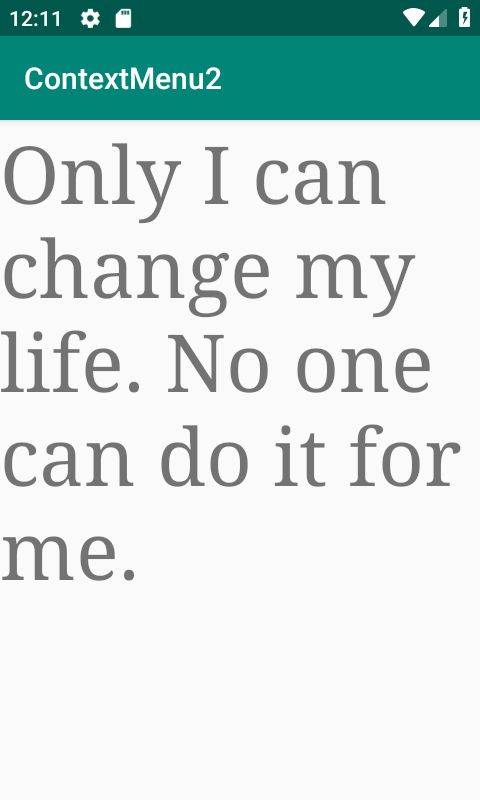 12:11
ContextMenu2
Only I can
change my
life. No one
can do it for
me.